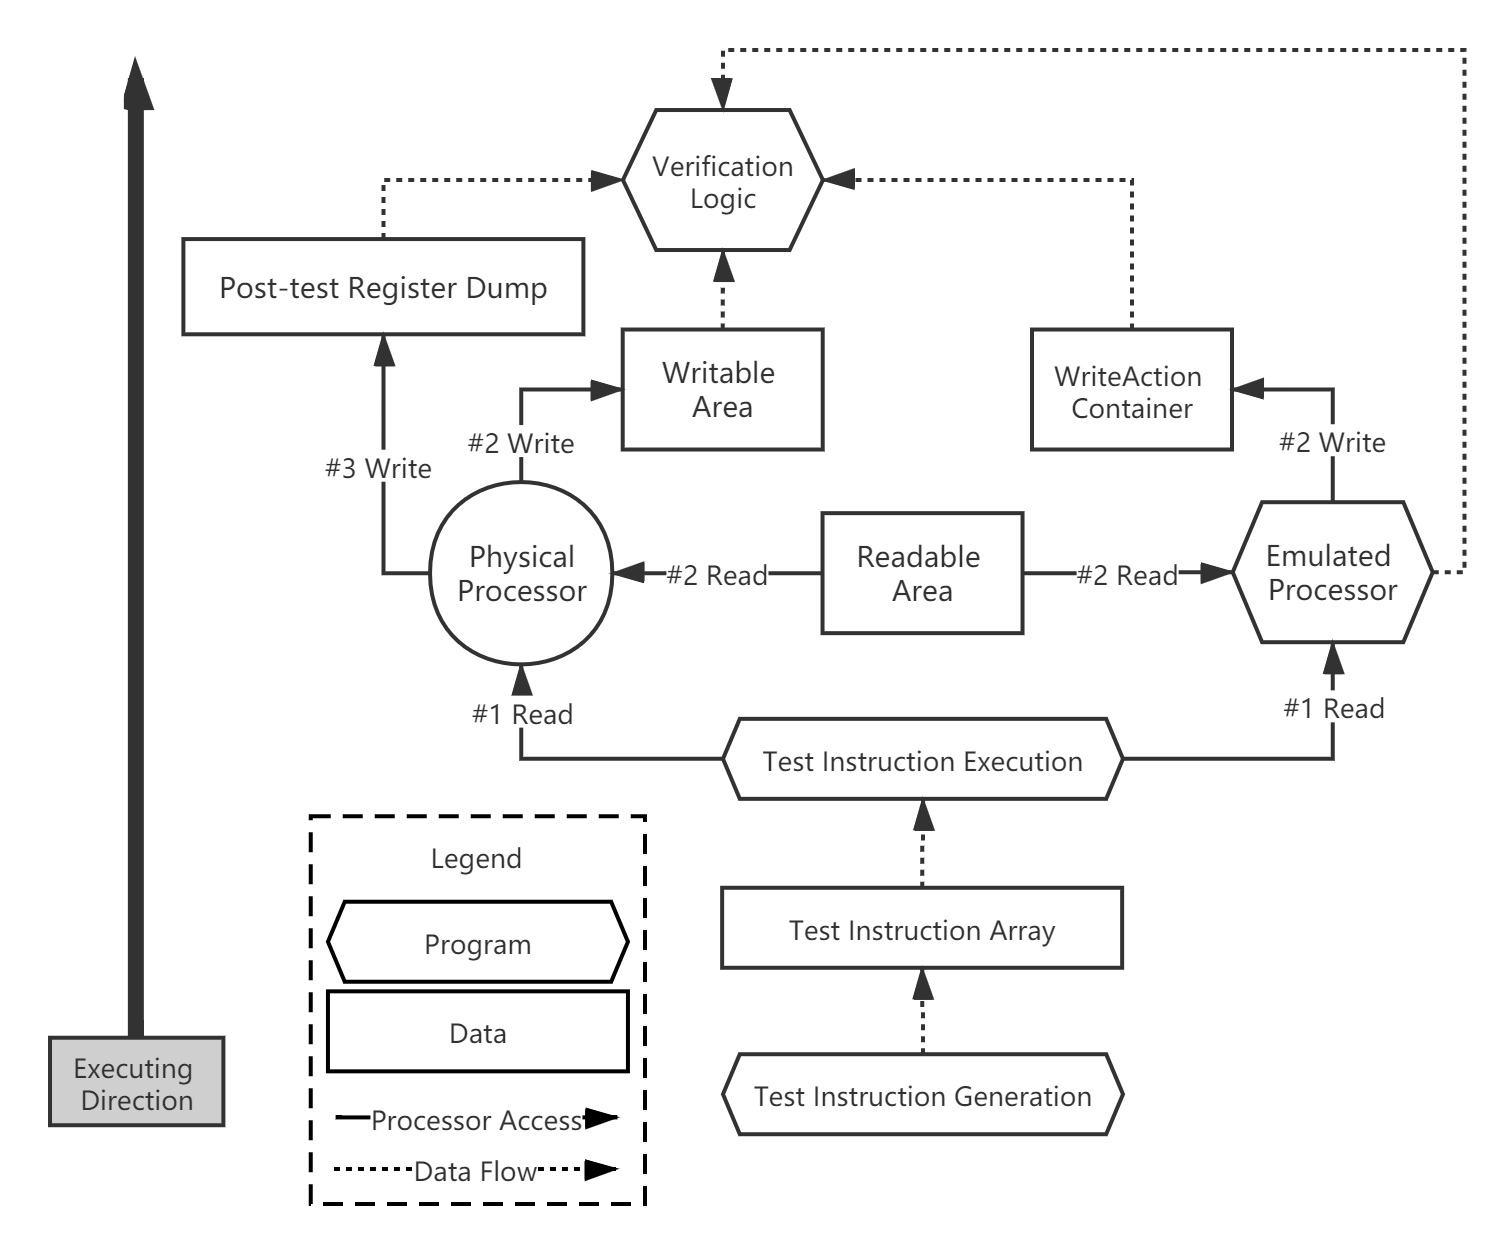 Verification
Logic
Post-test Register Dump
Writable
Area
WriteAction
Container
#2 Write
#2 Write
#3 Write
Physical
Processor
#2 Read
Readable
Area
#2 Read
Emulated
Processor
#1 Read
#1 Read
Test Instruction Execution
Legend
Program
Data
Processor Access
Data Flow
Test Instruction Array
Test Instruction Generation
Executing
Direction